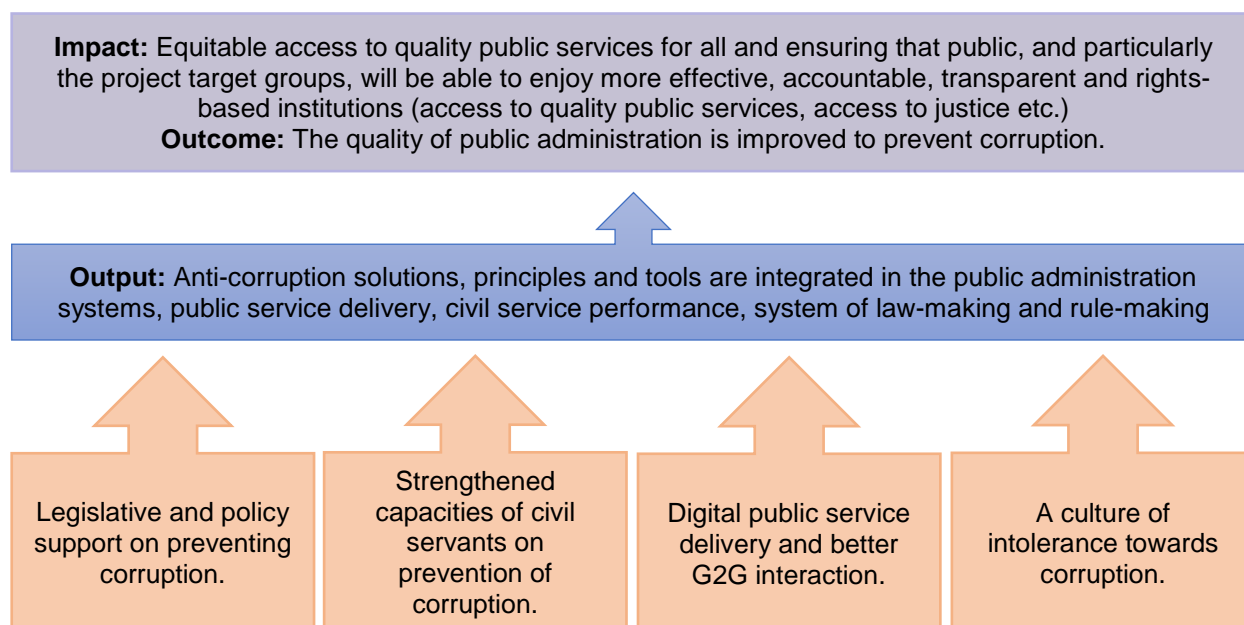 Impact: Equitable access to quality public services for all and ensuring that public, and particularly
the project target groups, will be able to enjoy more effective, accountable, transparent and rights-
based institutions (access to quality public services, access to justice etc.)
Outcome: The quality of public administration is improved to prevent corruption.
Output: Anti-corruption solutions, principles and tools are integrated in the public administration
systems, public service delivery, civil service performance, system of law-making and rule-making
Legislative and policy
support on preventing
corruption.
Strengthened
capacities of civil
servants on
prevention of
corruption.
Digital public service
delivery and better
G2G interaction.
A culture of
intolerance towards
corruption.